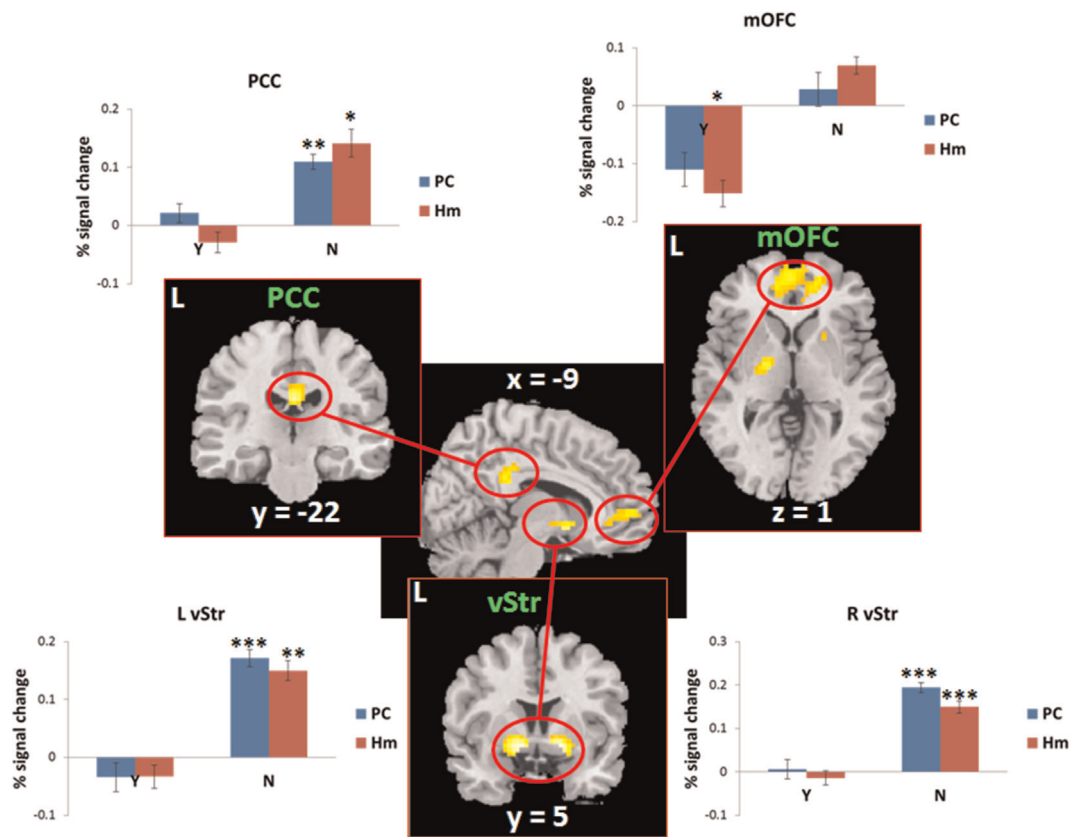 PCC
0.2
0.1
0
-0.1
% signal change
** *
Y N
PC
Hm
mOFC
0.1
0
-0.1
-0.2
% signal change
*
Y N
PC
Hm
L
PCC
y = -22
x = -9
L
mOFC
z = 1
L
vStr
y = 5
L vStr
0.2
0.1
0
-0.1
% signal change
*** **
Y N
PC
Hm
R vStr
0.3
0.2
0.1
0
-0.1
% signal change
*** ***
Y N
PC
Hm